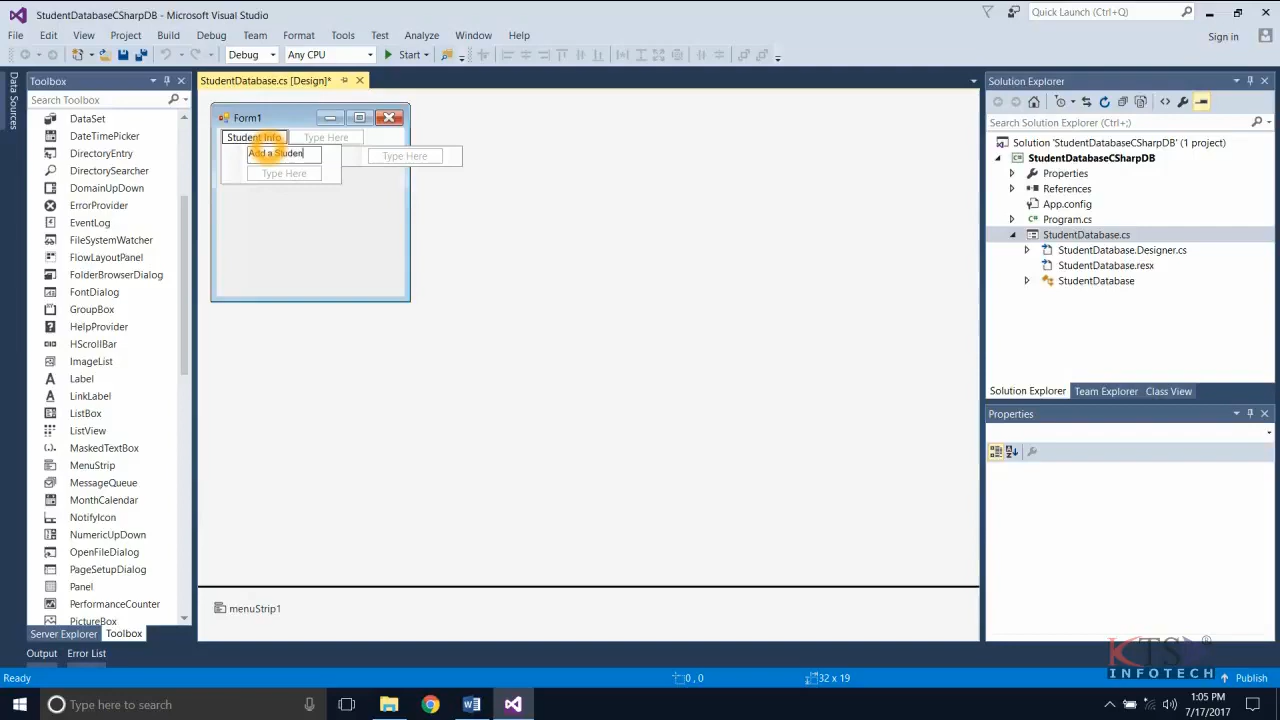 StudentDatabaseCSharpDB - Microsoft Visual Studio
Quick Launch (Ctrl+Q)
File Edit View Project Build Debug Team Format Tools Test Analyze Window Help
Sign in
Debug Any CPU Start
Data Sources
Toolbox
Search Toolbox
DataSet
DateTimePicker
DirectoryEntry
DirectorySearcher
DomainUpDown
ErrorProvider
EventLog
FileSystemWatcher
FlowLayoutPanel
FolderBrowserDialog
FontDialog
GroupBox
HelpProvider
HScrollBar
ImageList
Label
LinkLabel
ListBox
ListView
MaskedTextBox
MenuStrip
MessageQueue
MonthCalendar
NotifyIcon
NumericUpDown
OpenFileDialog
PageSetupDialog
Panel
PerformanceCounter
PictureBox
Server Explorer Toolbox
StudentDatabase.cs [Design]*
Form1
Student Info Type Here
Add a Studen Type Here
Type Here
menuStrip1
Solution Explorer
Search Solution Explorer (Ctrl+;)
Solution 'StudentDatabaseCSharpDB' (1 project)
StudentDatabaseCSharpDB
Properties
References
App.config
C# Program.cs
StudentDatabase.cs
StudentDatabase.Designer.cs
StudentDatabase.resx
StudentDatabase
Solution Explorer Team Explorer Class View
Properties
KTS
INFOTECH
Output Error List
Ready 0 , 0 32 x 19 Publish
Type here to search
1:05 PM
7/17/2017